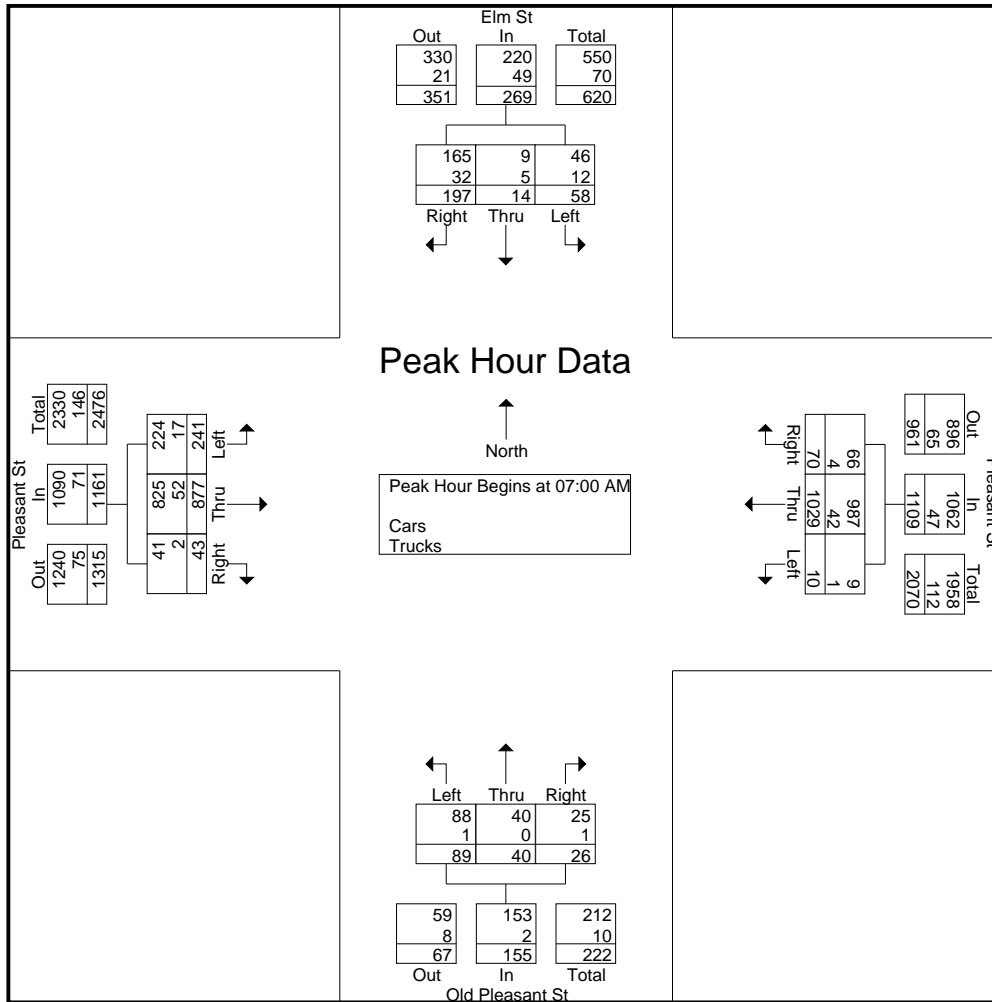 Elm St
Out In Total
330 220 550
21 49 70
351 269 620
165 9 46
32 5 12
197 14 58
Right Thru Left
Peak Hour Data
North
Peak Hour Begins at 07:00 AM
Cars
Trucks
Pleasant St
Total In Out
2330 1090 1240
146 71 75
2476 1161 1315
224 825 41
17 52 2
241 877 43
Left Thru Right
Right Thru Left
66 987 9
4 42 1
70 1029 10
Out In Total
896 1062 1958
65 47 112
961 1109 2070
Pleasant St
Left Thru Right
88 40 25
1 0 1
89 40 26
59 153 212
8 2 10
67 155 222
Out In Total
Old Pleasant St